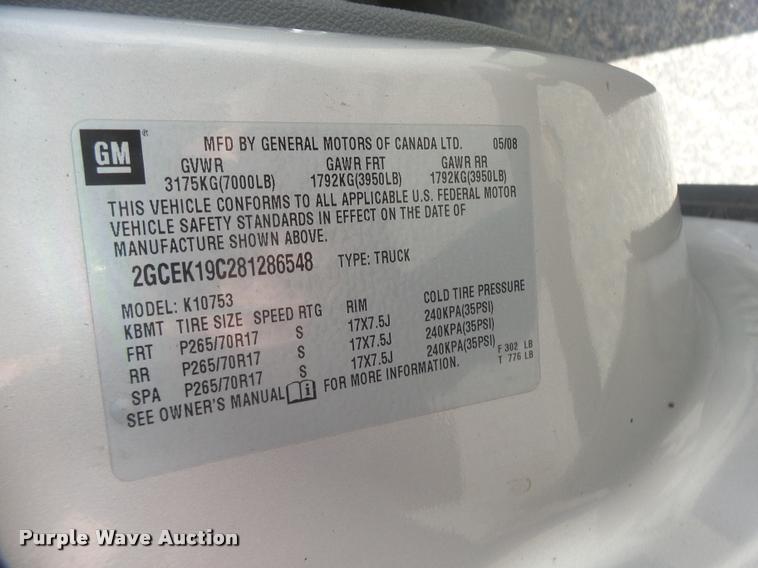 GM
MFD BY GENERAL MOTORS OF CANADA LTD. 05/08
GVWR GAWR FRT GAWR RR
3175KG(7000LB) 1792KG(3950LB) 1792KG(3950LB)
THIS VEHICLE CONFORMS TO ALL APPLICABLE U.S. FEDERAL MOTOR
VEHICLE SAFETY STANDARDS IN EFFECT ON THE DATE OF
MANUFACTURE SHOWN ABOVE.
2GCEK19C281286548 TYPE: TRUCK
MODEL: K10753
KBMT TIRE SIZE SPEED RTG RIM COLD TIRE PRESSURE
FRT P265/70R17 S 17X7.5J 240KPA(35PSI)
RR P265/70R17 S 17X7.5J 240KPA(35PSI)
SPA P265/70R17 S 17X7.5J 240KPA(35PSI)
SEE OWNER'S MANUAL FOR MORE INFORMATION.
F 302 LB
T 776 LB
Purple Wave Auction